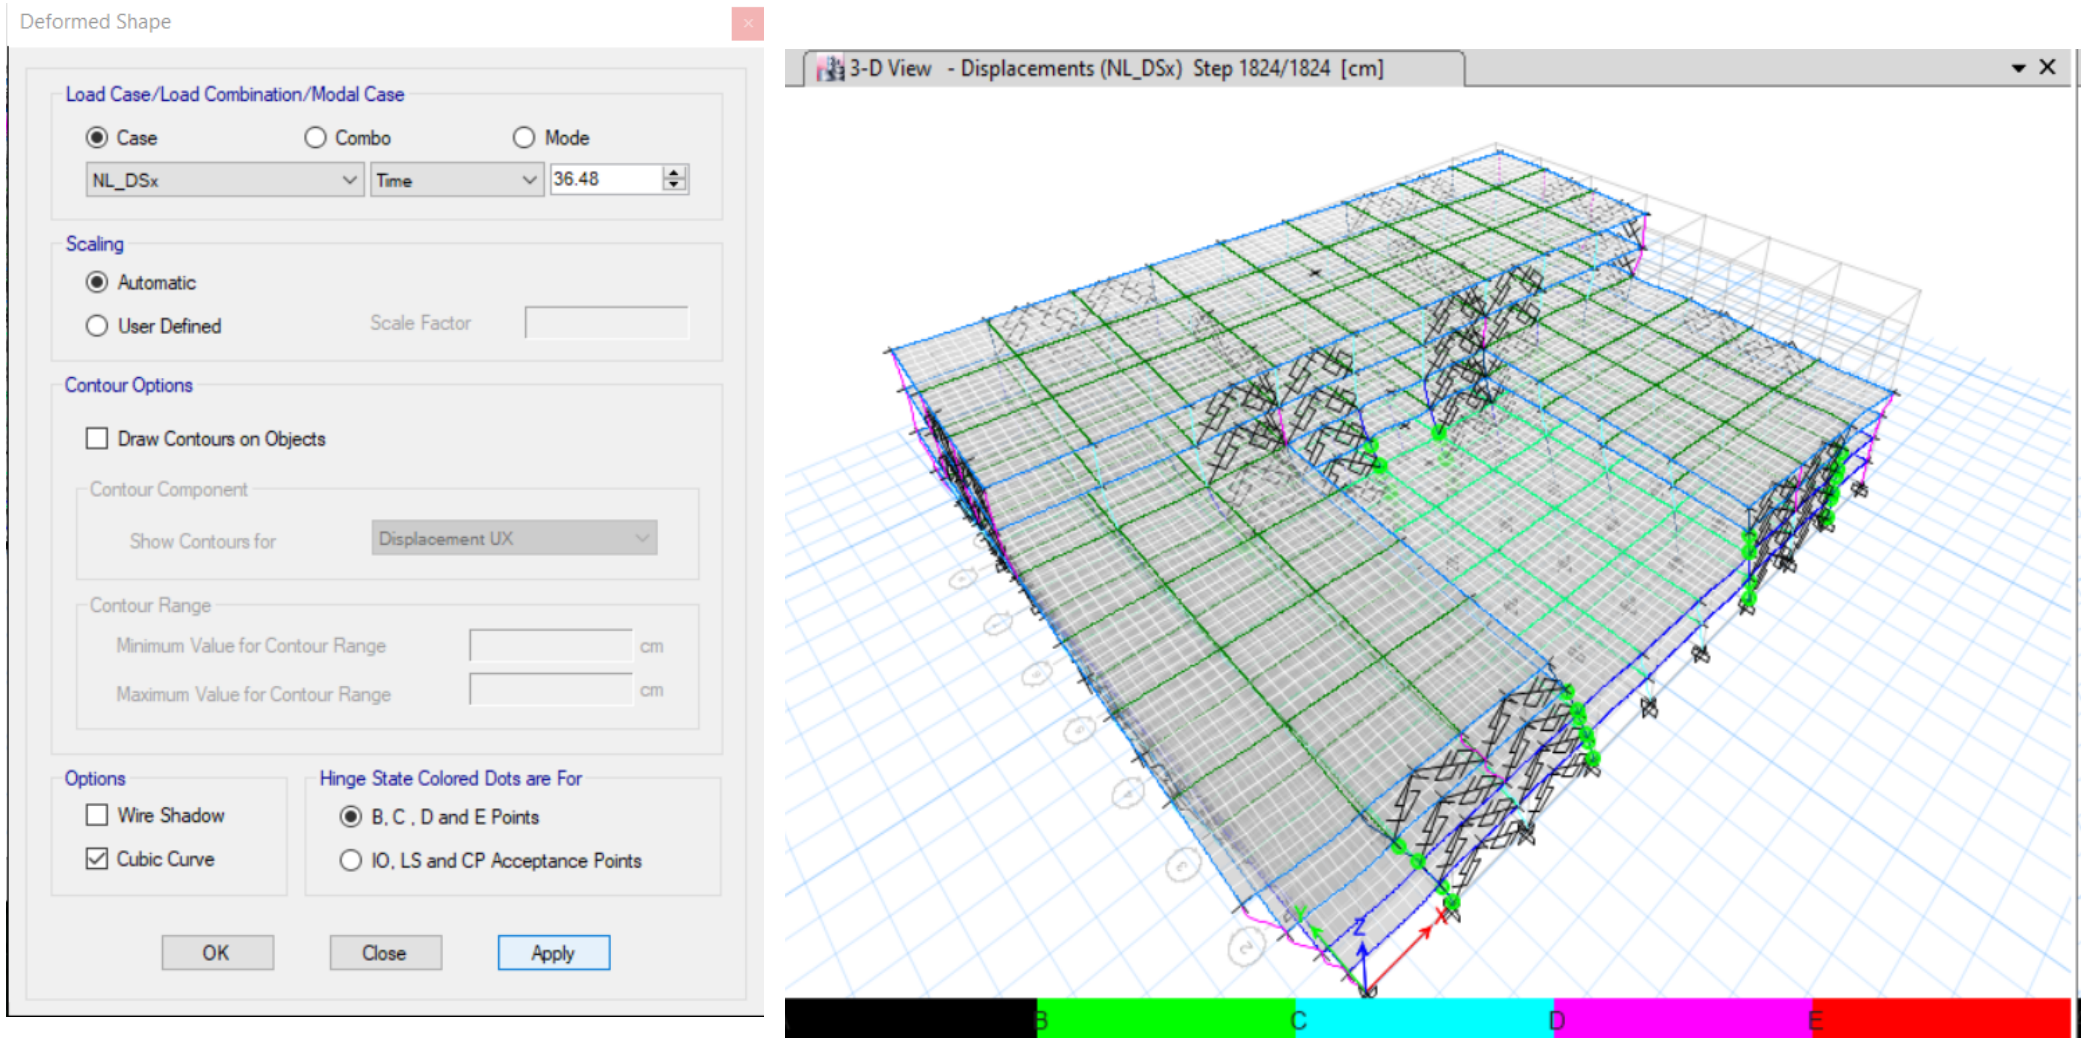 Deformed Shape
Load Case/Load Combination/Modal Case
Case Combo Mode
NL_DSx Time 36.48
Scaling
Automatic
User Defined Scale Factor
Contour Options
Draw Contours on Objects
Contour Component
Show Contours for Displacement UX
Contour Range
Minimum Value for Contour Range cm
Maximum Value for Contour Range cm
Options
Wire Shadow
Cubic Curve
Hinge State Colored Dots are For
B, C , D and E Points
IO, LS and CP Acceptance Points
OK Close Apply
3-D View - Displacements (NL_DSx) Step 1824/1824 [cm]
4
3
2
Y Z X
B C D E